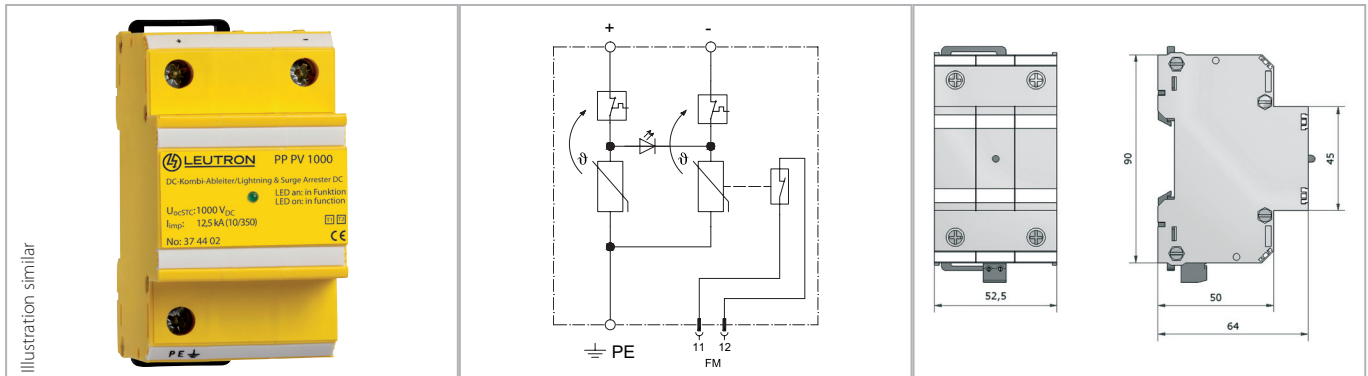 Illustration similar
+ -
LEUTRON PP PV 1000
DC-Kombi-Ableiter/Lightning & Surge Arrester DC
LED an: in Funktion
LED on: in function
UocSTC: 1000 VDC
Iimp: 12,5 kA (10/350)
T1 T2
No: 37 44 02
CE
PE
+ -
ϑ ϑ
PE
11 12
FM
52,5
90
45
50
64